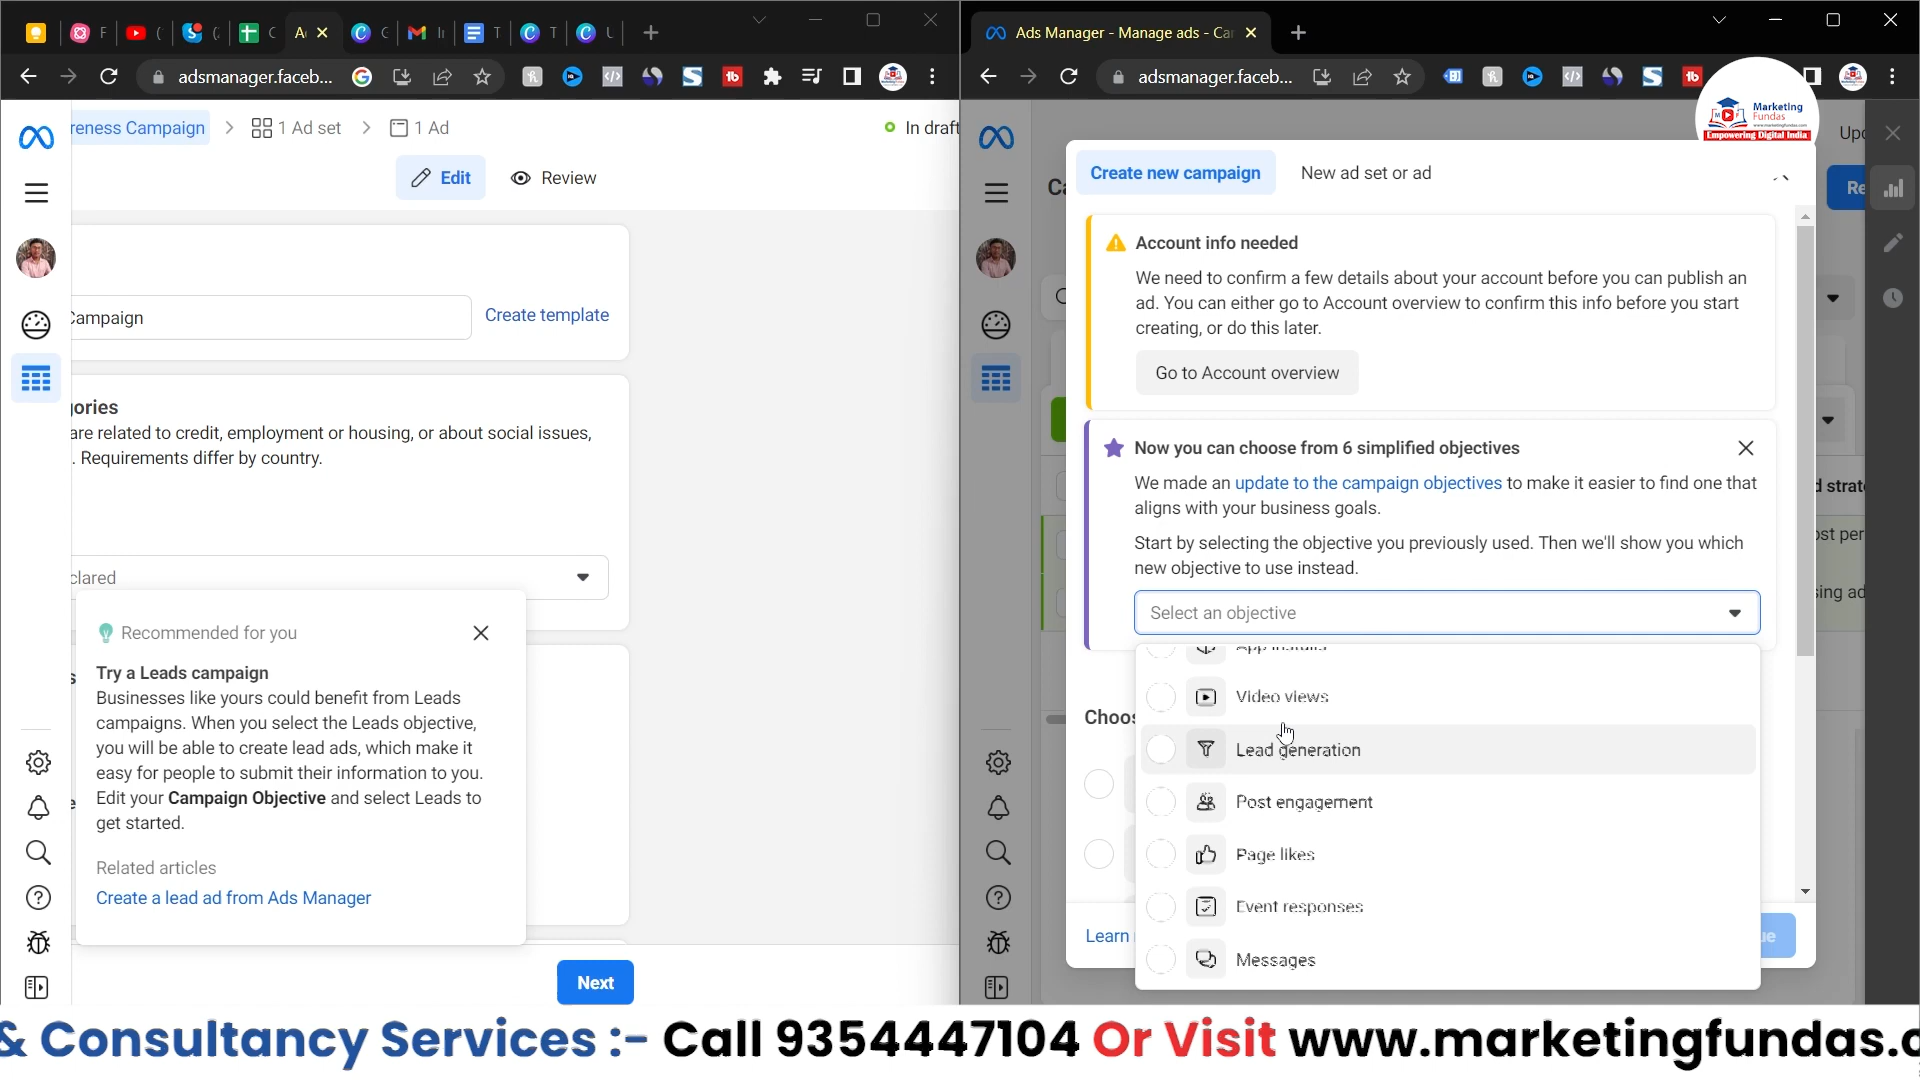 adsmanager.faceb...
reness Campaign
1 Ad set
1 Ad
In draft
Edit
Review
Campaign
Create template
gories
are related to credit, employment or housing, or about social issues,
. Requirements differ by country.
clared
Recommended for you
Try a Leads campaign
Businesses like yours could benefit from Leads
campaigns. When you select the Leads objective,
you will be able to create lead ads, which make it
easy for people to submit their information to you.
Edit your Campaign Objective and select Leads to
get started.
Related articles
Create a lead ad from Ads Manager
Next
Ads Manager - Manage ads - Ca
adsmanager.faceb...
Marketing
Fundas
www.marketingfundas.com
Empowering Digital India
Create new campaign
New ad set or ad
Account info needed
We need to confirm a few details about your account before you can publish an
ad. You can either go to Account overview to confirm this info before you start
creating, or do this later.
Go to Account overview
Now you can choose from 6 simplified objectives
We made an update to the campaign objectives to make it easier to find one that
aligns with your business goals.
Start by selecting the objective you previously used. Then we'll show you which
new objective to use instead.
Select an objective
App installs
Video views
Lead generation
Post engagement
Page likes
Event responses
Messages
Choos
Learn
& Consultancy Services :- Call 9354447104 Or Visit www.marketingfundas.c